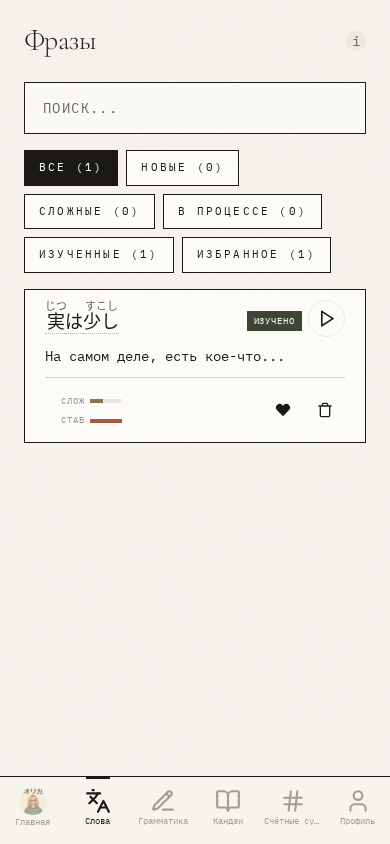 Фразы
i
ПОИСК...
ВСЕ (1) НОВЫЕ (0)
СЛОЖНЫЕ (0) В ПРОЦЕССЕ (0)
ИЗУЧЕННЫЕ (1) ИЗБРАННОЕ (1)
じつ すこし
実は少し
ИЗУЧЕНО
На самом деле, есть кое-что...
СЛОЖ
СТАБ
オリカ
Главная Слова Грамматика Кандзи Счётные су… Профиль